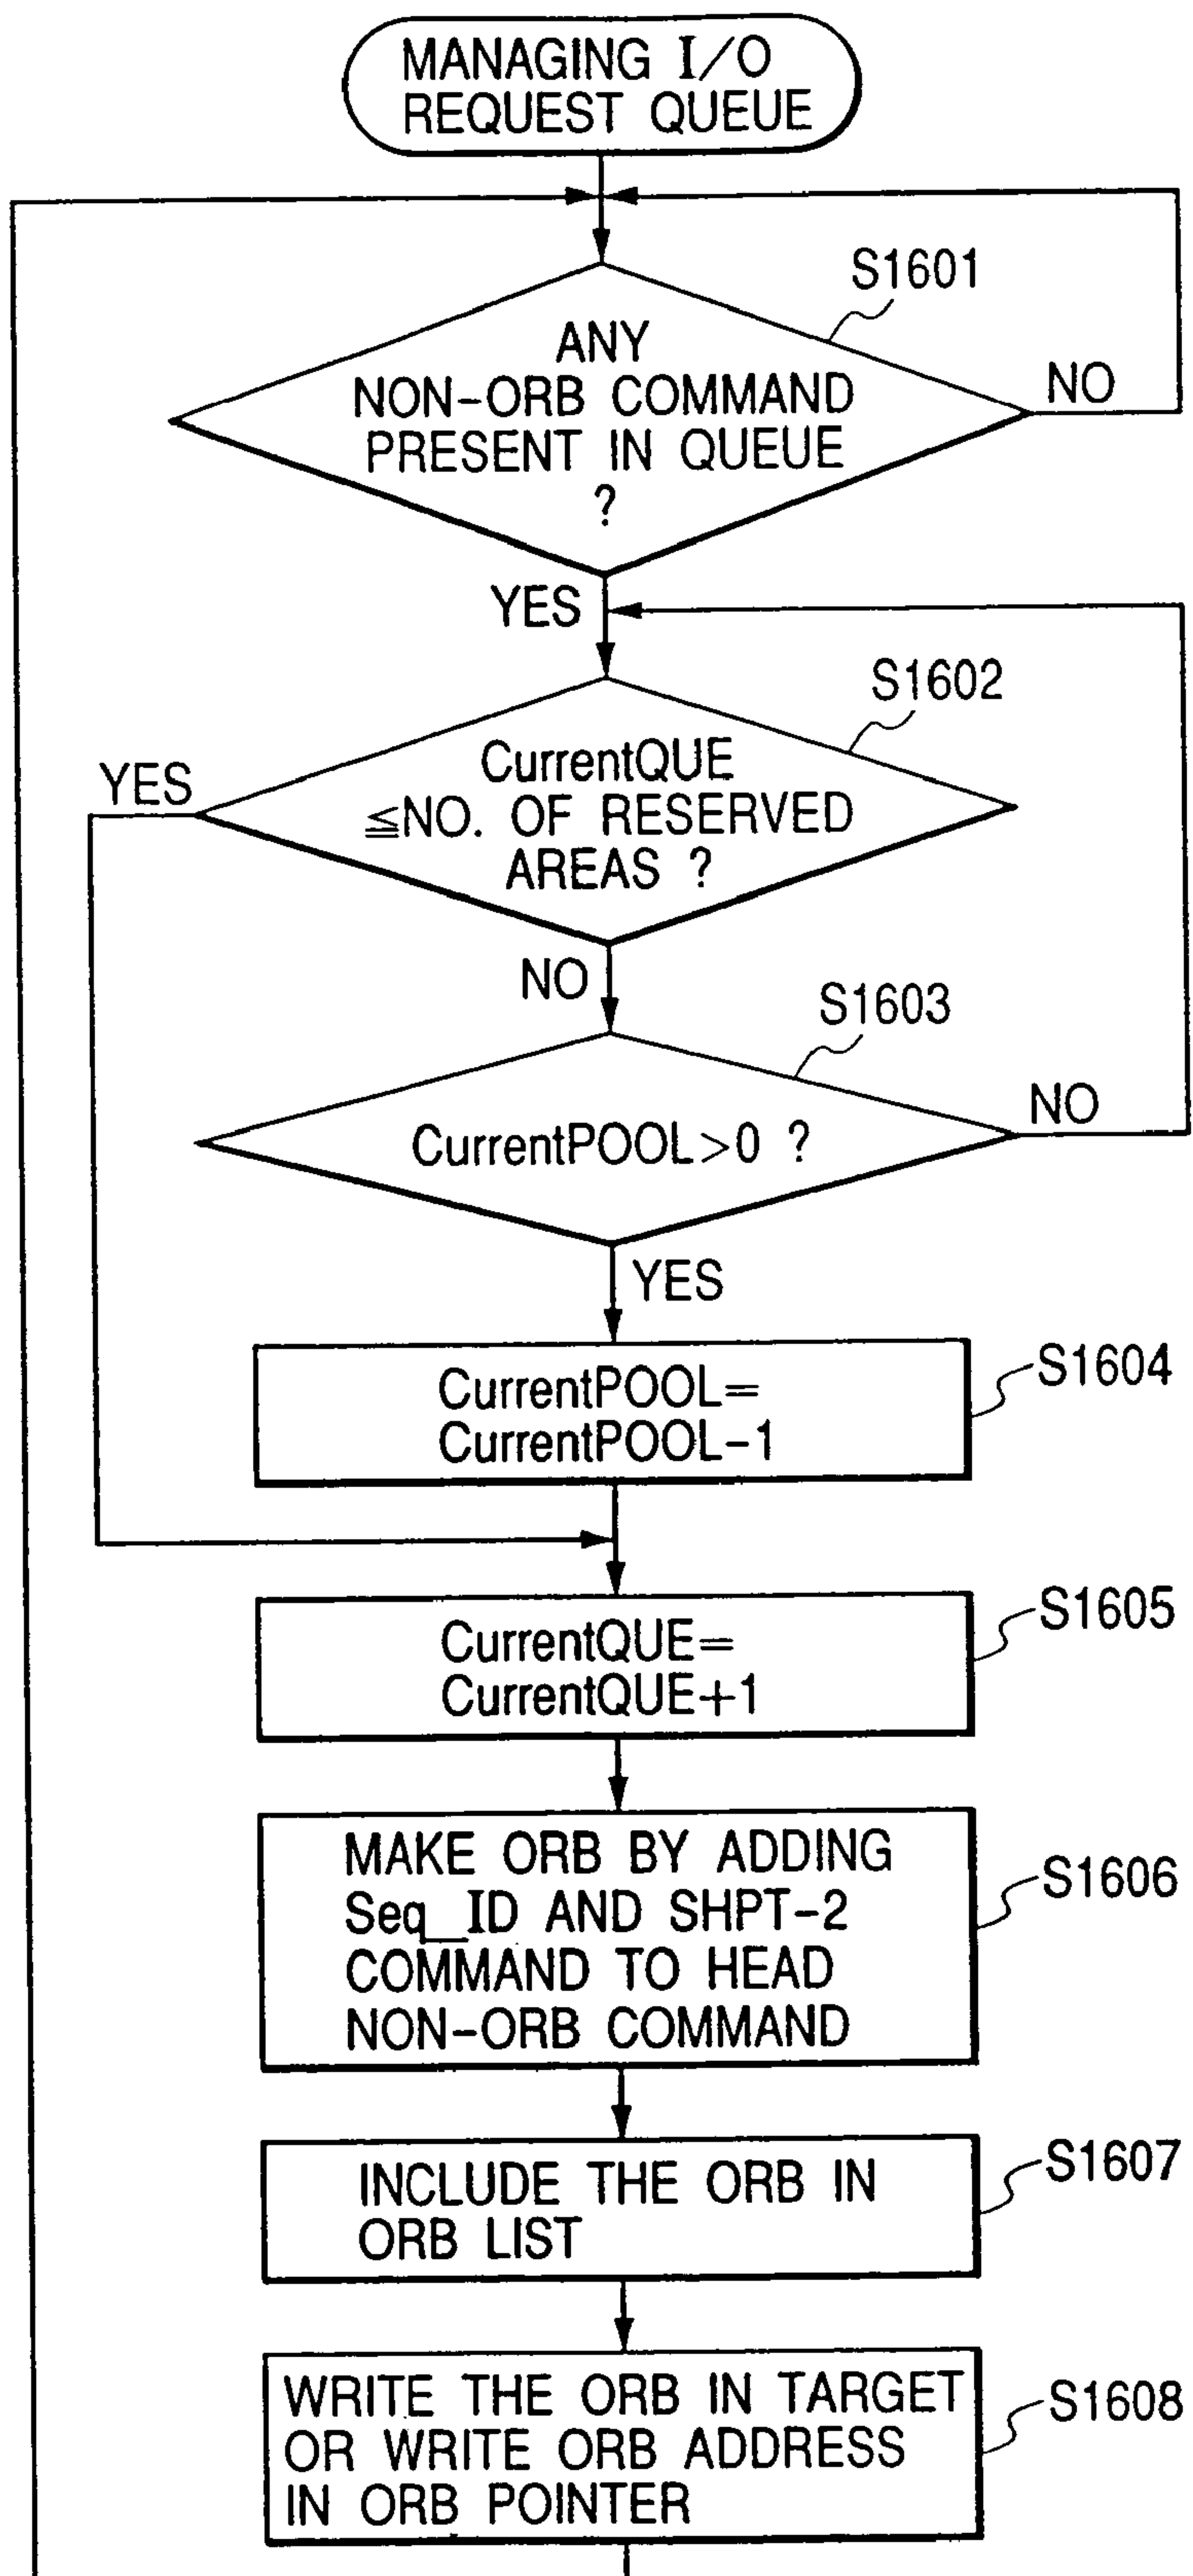 MANAGING I/O
REQUEST QUEUE
S1601
ANY
NON-ORB COMMAND
PRESENT IN QUEUE
?
NO
YES
S1602
CurrentQUE
≦NO. OF RESERVED
AREAS ?
YES
NO
S1603
CurrentPOOL>0 ?
NO
YES
CurrentPOOL=
CurrentPOOL-1
S1604
CurrentQUE=
CurrentQUE+1
S1605
MAKE ORB BY ADDING
Seq_ID AND SHPT-2
COMMAND TO HEAD
NON-ORB COMMAND
S1606
INCLUDE THE ORB IN
ORB LIST
S1607
WRITE THE ORB IN TARGET
OR WRITE ORB ADDRESS
IN ORB POINTER
S1608